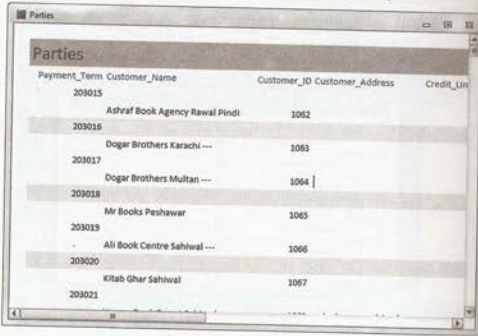 Parties
Parties
Payment_Term Customer_Name Customer_ID Customer_Address Credit_Lim
203015
Ashraf Book Agency Rawal Pindi 1062
203016
Dogar Brothers Karachi --- 1063
203017
Dogar Brothers Multan --- 1064
203018
Mr Books Peshawar 1065
203019
Ali Book Centre Sahiwal --- 1066
203020
Kitab Ghar Sahiwal 1067
203021